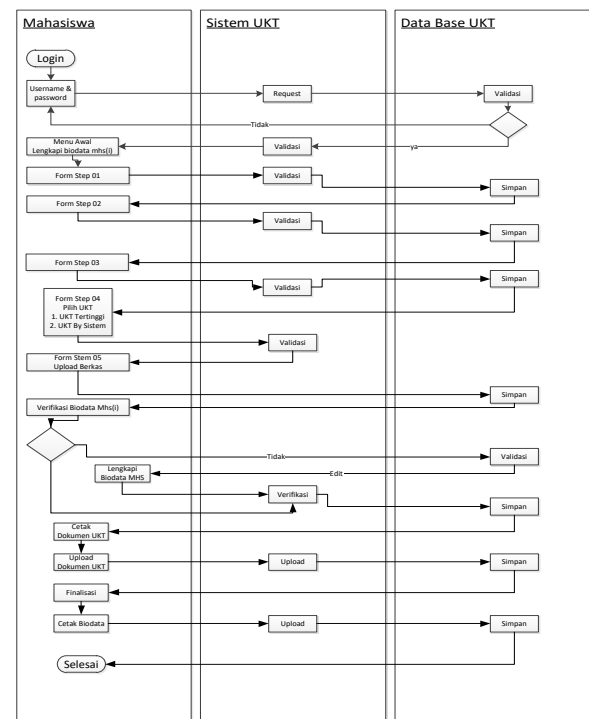 Mahasiswa
Sistem UKT
Data Base UKT
Login
Username &
password
Request
Validasi
Tidak
Menu Awal
Lengkapi biodata mhs(i)
Validasi
ya
Form Step 01
Validasi
Simpan
Form Step 02
Validasi
Simpan
Form Step 03
Validasi
Simpan
Form Step 04
Pilih UKT
1. UKT Tertinggi
2. UKT By Sistem
Validasi
Form Stem 05
Upload Berkas
Simpan
Verifikasi Biodata Mhs(i)
Tidak
Validasi
Edit
Lengkapi
Biodata MHS
Verifikasi
Simpan
Cetak
Dokumen UKT
Upload
Dokumen UKT
Upload
Simpan
Finalisasi
Cetak Biodata
Upload
Simpan
Selesai